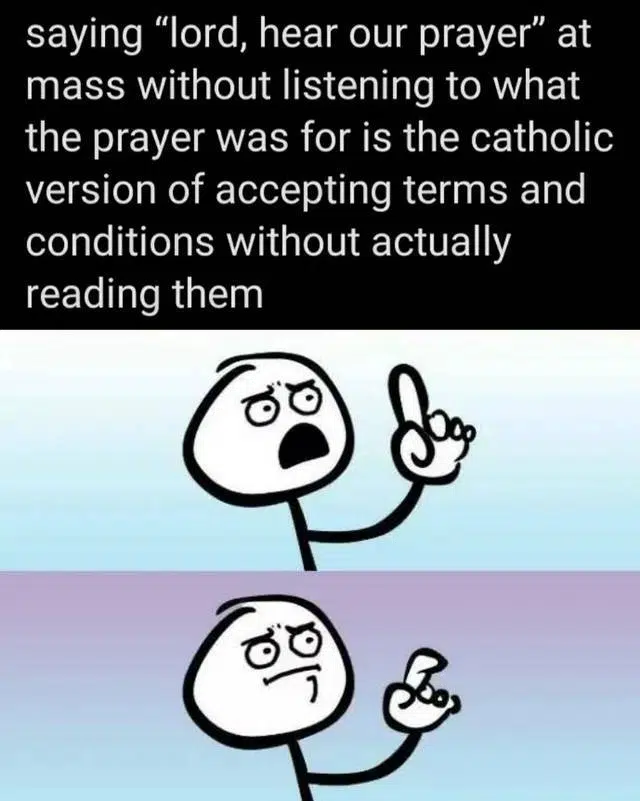 saying “lord, hear our prayer” at
mass without listening to what
the prayer was for is the catholic
version of accepting terms and
conditions without actually
reading them